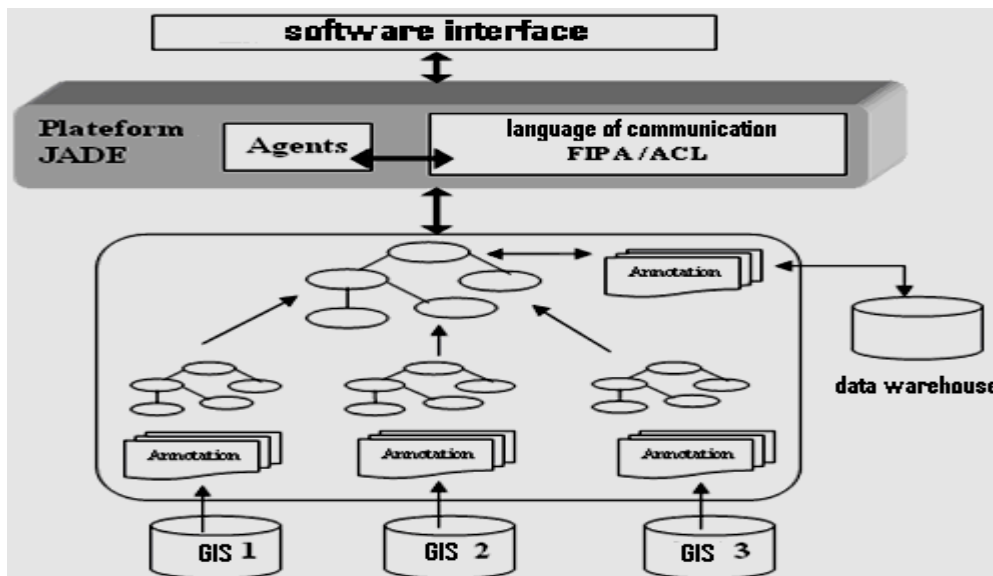 software interface
Plateform
JADE
Agents
language of communication
FIPA/ACL
Annotation
data warehouse
Annotation
Annotation
Annotation
GIS 1
GIS 2
GIS 3